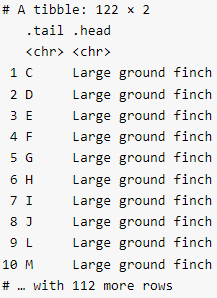 # A tibble: 122 × 2
.tail .head
<chr> <chr>
1 C Large ground finch
2 D Large ground finch
3 E Large ground finch
4 F Large ground finch
5 G Large ground finch
6 H Large ground finch
7 I Large ground finch
8 J Large ground finch
9 L Large ground finch
10 M Large ground finch
# … with 112 more rows